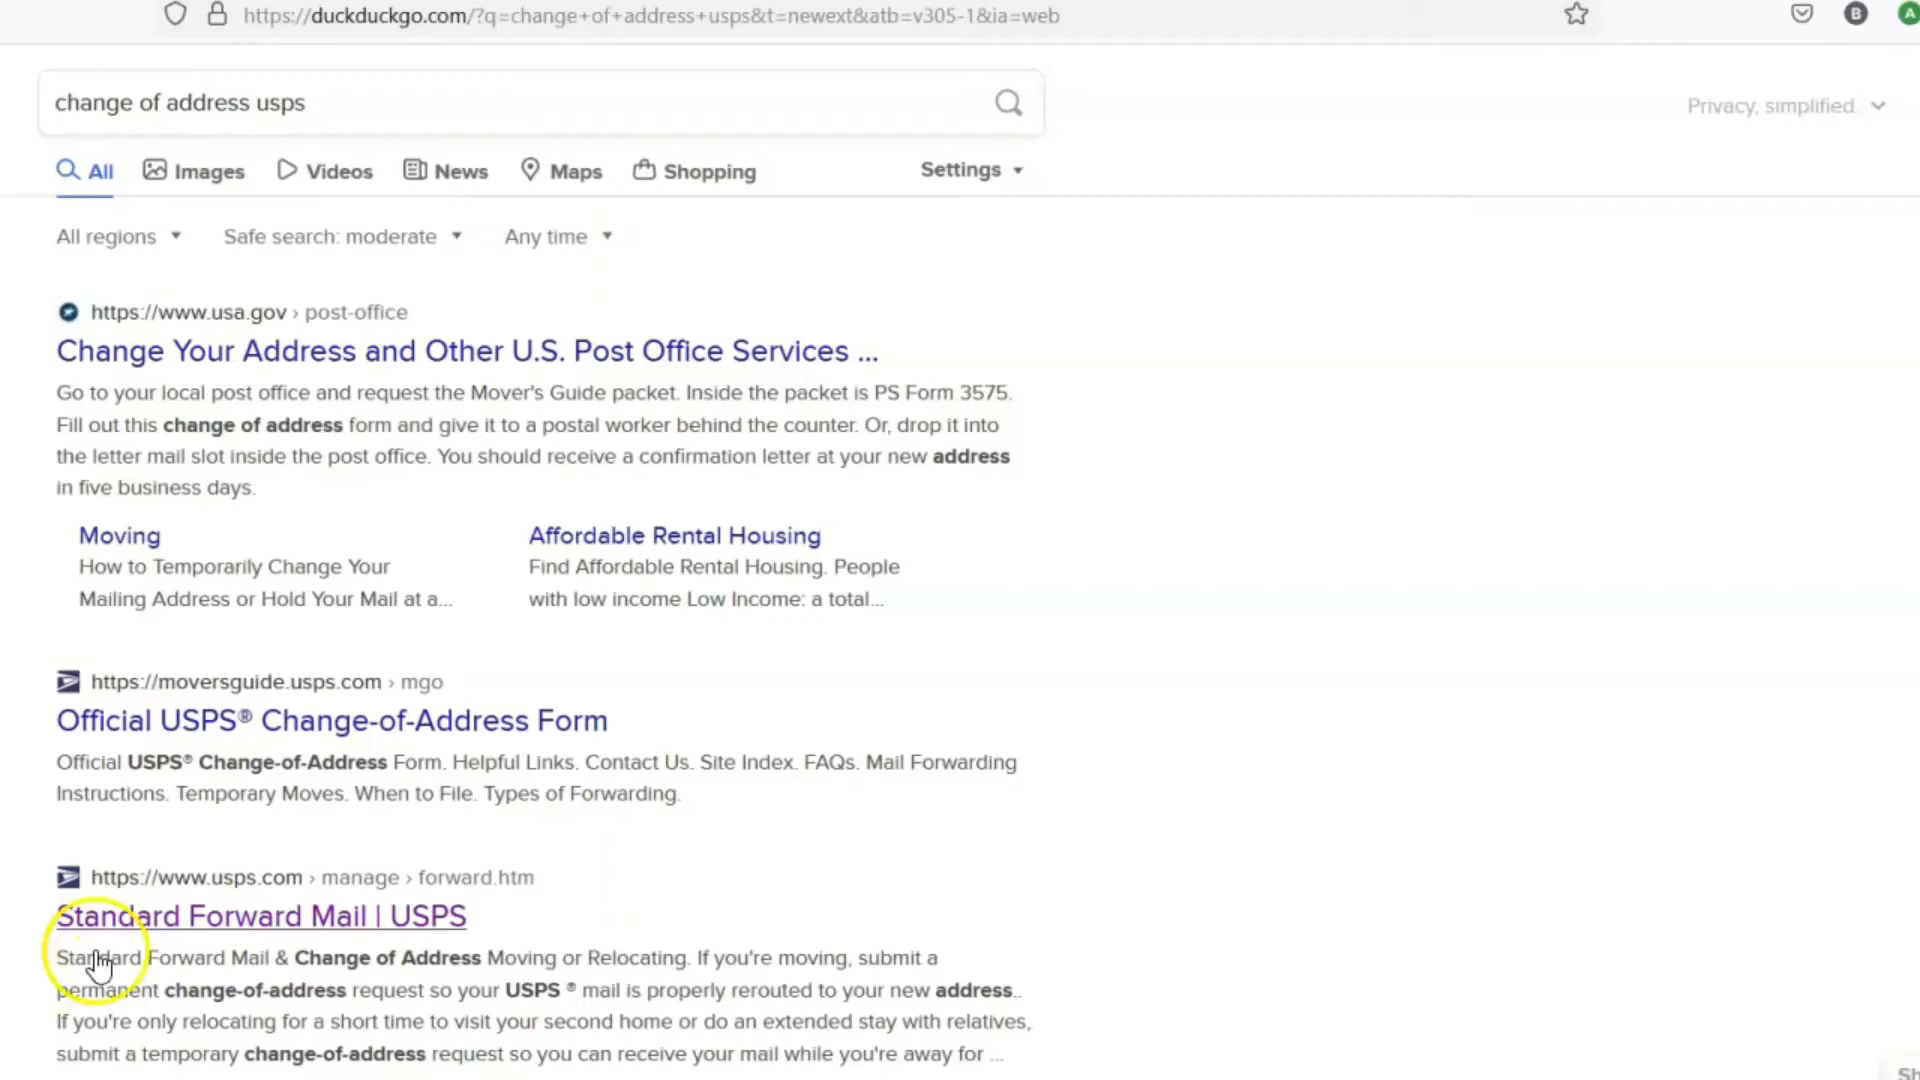 https://duckduckgo.com/?q=change+of+address+usps&t=newext&atb=v305-1&ia=web
B
A
change of address usps
Privacy, simplified.
All Images Videos News Maps Shopping Settings
All regions Safe search: moderate Any time
https://www.usa.gov › post-office
Change Your Address and Other U.S. Post Office Services ...
Go to your local post office and request the Mover's Guide packet. Inside the packet is PS Form 3575.
Fill out this change of address form and give it to a postal worker behind the counter. Or, drop it into
the letter mail slot inside the post office. You should receive a confirmation letter at your new address
in five business days.
Moving
How to Temporarily Change Your
Mailing Address or Hold Your Mail at a...
Affordable Rental Housing
Find Affordable Rental Housing. People
with low income Low Income: a total...
https://moversguide.usps.com › mgo
Official USPS® Change-of-Address Form
Official USPS® Change-of-Address Form. Helpful Links. Contact Us. Site Index. FAQs. Mail Forwarding
Instructions. Temporary Moves. When to File. Types of Forwarding.
https://www.usps.com › manage › forward.htm
Standard Forward Mail | USPS
Standard Forward Mail & Change of Address Moving or Relocating. If you're moving, submit a
permanent change-of-address request so your USPS ® mail is properly rerouted to your new address..
If you're only relocating for a short time to visit your second home or do an extended stay with relatives,
submit a temporary change-of-address request so you can receive your mail while you're away for ...